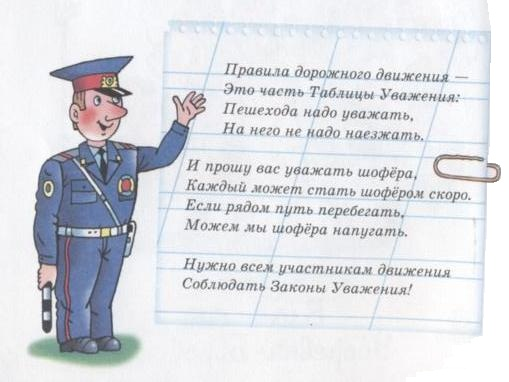 Правила дорожного движения —
Это часть Таблицы Уважения:
Пешехода надо уважать,
На него не надо наезжать.
И прошу вас уважать шофёра,
Каждый может стать шофёром скоро.
Если рядом путь перебегать,
Можем мы шофёра напугать.
Нужно всем участникам движения
Соблюдать Законы Уважения!